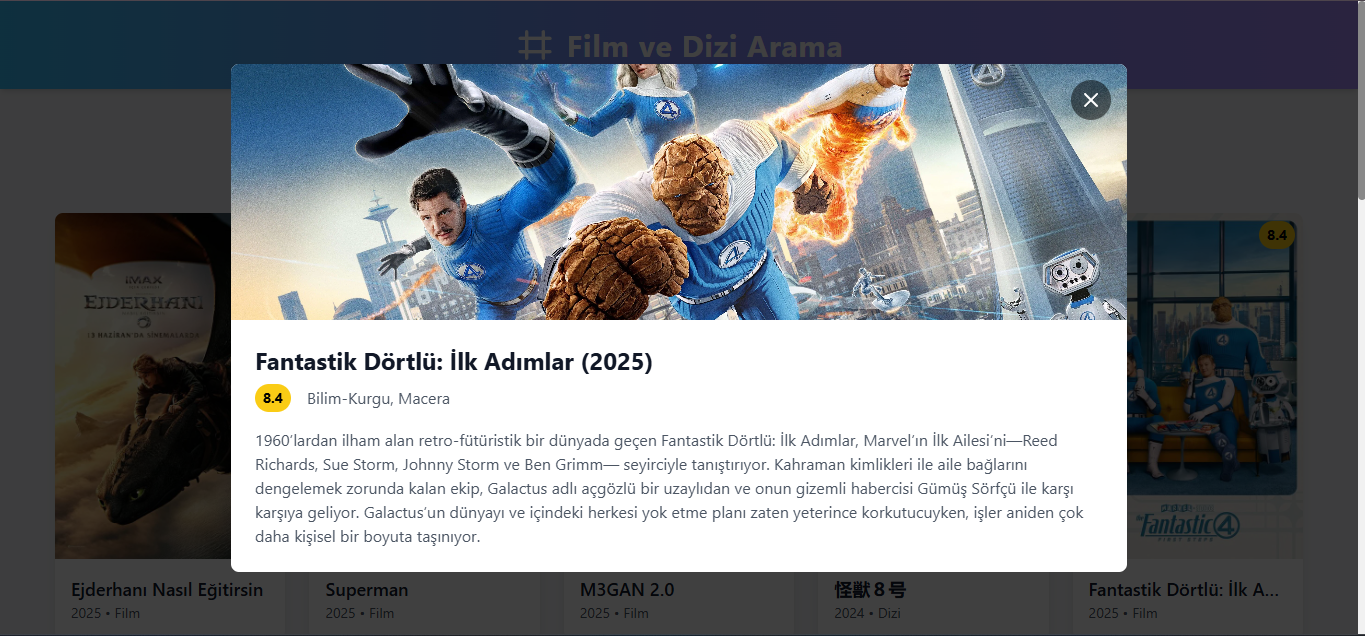 Film ve Dizi Arama
Fantastik Dörtlü: İlk Adımlar (2025)
8.4
Bilim-Kurgu, Macera
1960'lardan ilham alan retro-fütüristik bir dünyada geçen Fantastik Dörtlü: İlk Adımlar, Marvel'ın İlk Ailesi'ni—Reed
Richards, Sue Storm, Johnny Storm ve Ben Grimm— seyirciyle tanıştırıyor. Kahraman kimlikleri ile aile bağlarını
dengelemek zorunda kalan ekip, Galactus adlı açgözlü bir uzaylıdan ve onun gizemli habercisi Gümüş Sörfçü ile karşı
karşıya geliyor. Galactus'un dünyayı ve içindeki herkesi yok etme planı zaten yeterince korkutucuyken, işler aniden çok
daha kişisel bir boyuta taşınıyor.
IMAX
EJDERHANI
13 HAZİRAN'DA SİNEMALARDA
8.4
Fantastic 4
FIRST STEPS
Ejderhanı Nasıl Eğitirsin
2025 • Film
Superman
2025 • Film
M3GAN 2.0
2025 • Film
怪獣８号
2024 • Dizi
Fantastik Dörtlü: İlk A...
2025 • Film